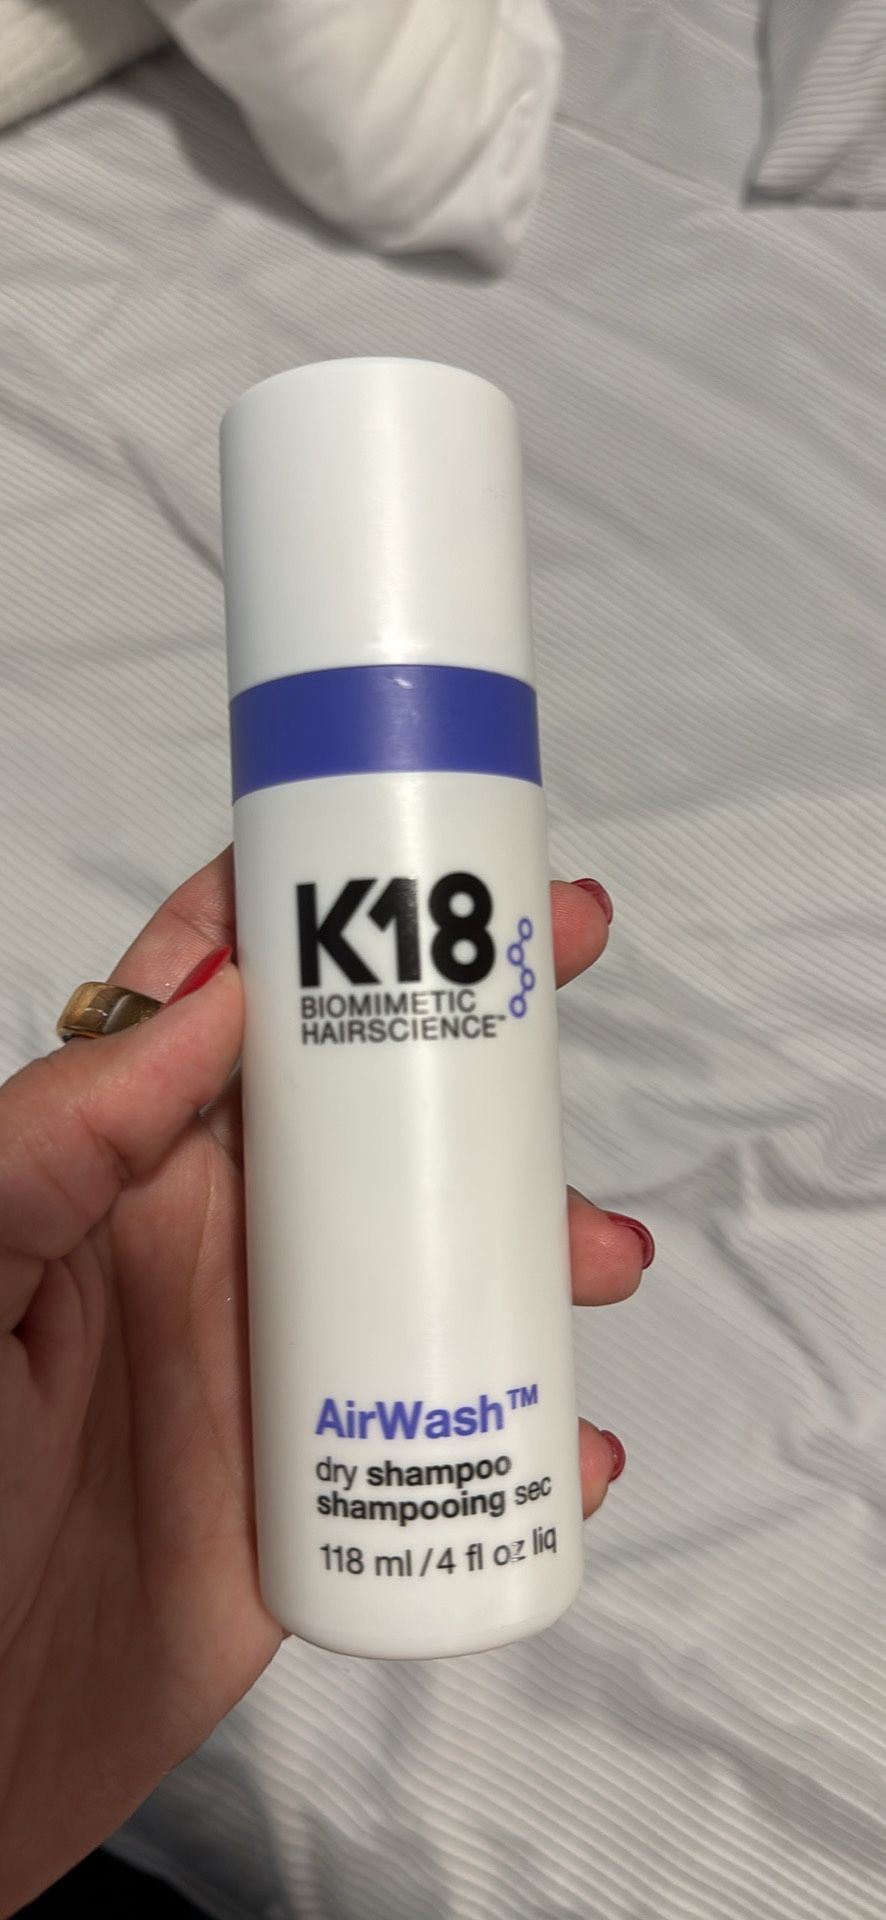 K18
BIOMIMETIC
HAIRSCIENCE™
AirWash™
dry shampoo
shampooing sec
118 ml / 4 fl oz liq